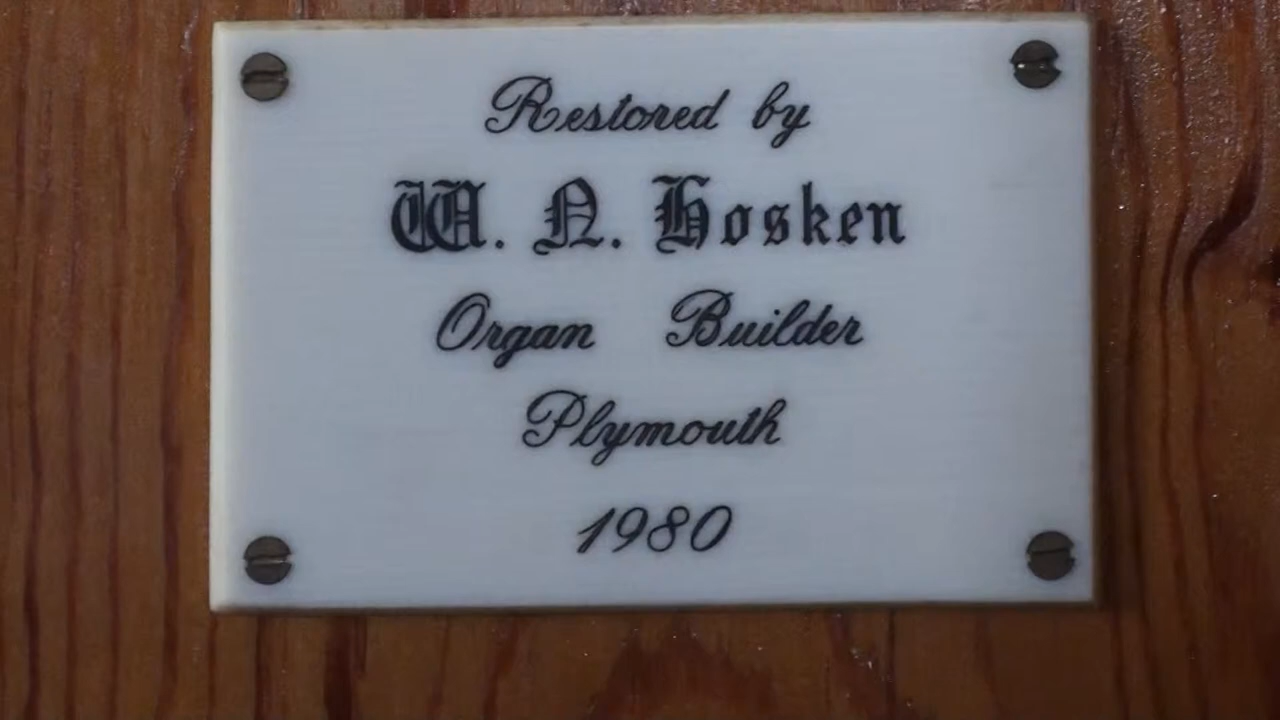 Restored by
W. N. Hosken
Organ Builder
Plymouth
1980